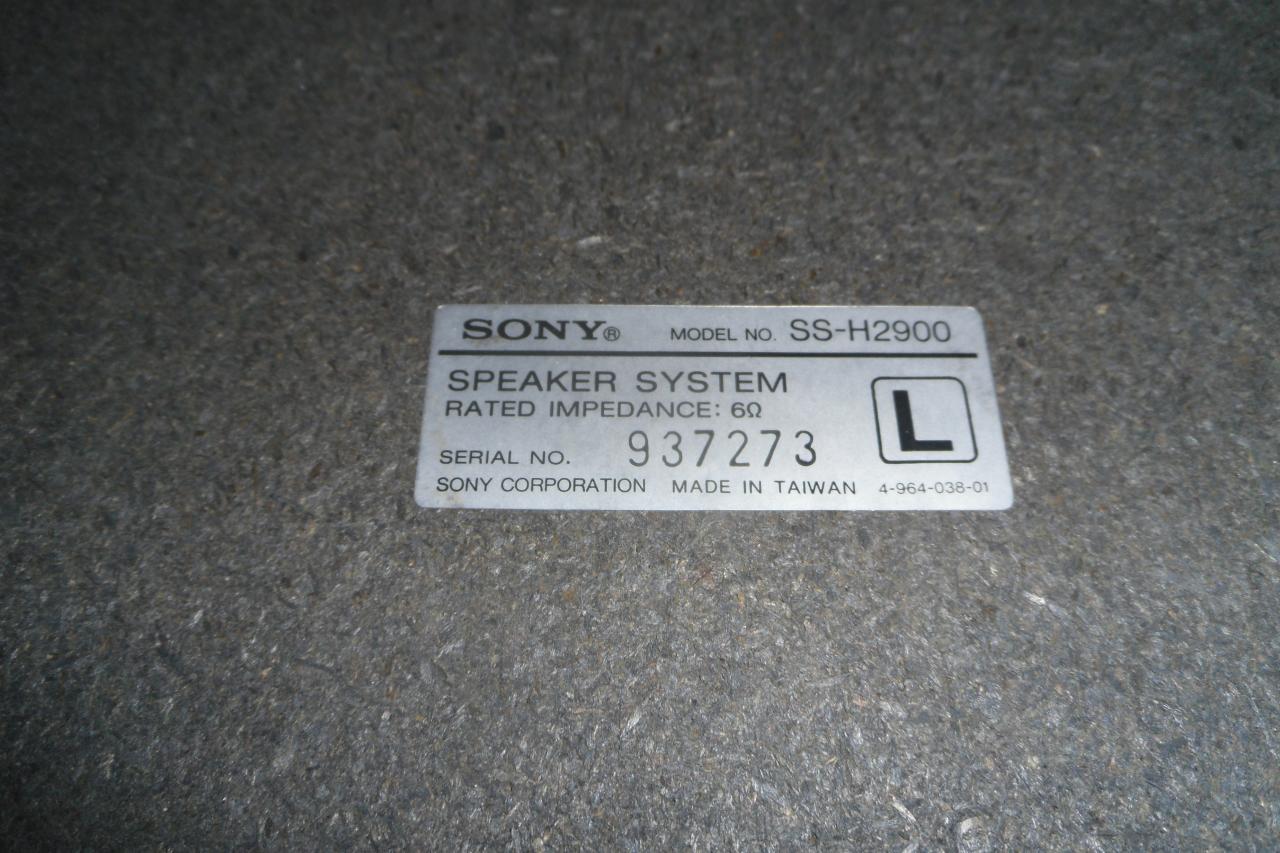 SONY® MODEL NO. SS-H2900
SPEAKER SYSTEM
RATED IMPEDANCE: 6Ω
L
SERIAL NO. 937273
SONY CORPORATION MADE IN TAIWAN 4-964-038-01